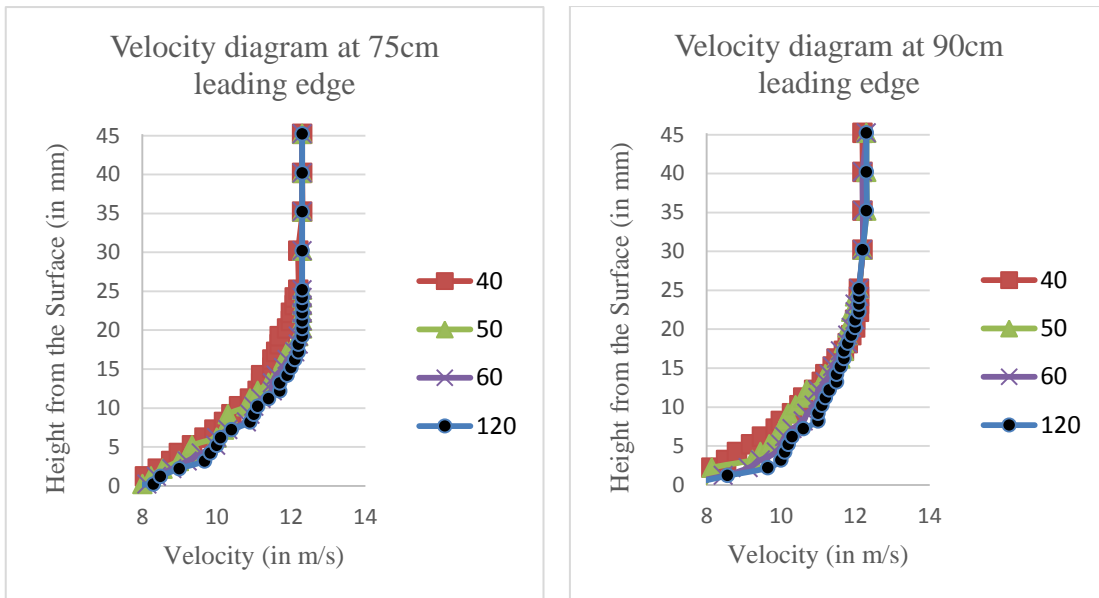 Velocity diagram at 75cm
leading edge
45
40
35
30
25
20
15
10
5
0
8 10 12 14
Height from the Surface (in mm)
Velocity (in m/s)
40
50
60
120
Velocity diagram at 90cm
leading edge
45
40
35
30
25
20
15
10
5
0
8 10 12 14
Height from the Surface (in mm)
Velocity (in m/s)
40
50
60
120